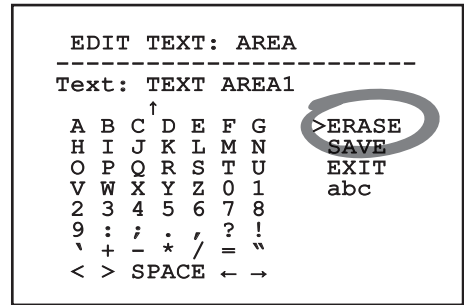 EDIT TEXT: AREA
------------------------
Text: TEXT AREA1
↑
A B C D E F G >ERASE
H I J K L M N SAVE
O P Q R S T U EXIT
V W X Y Z 0 1 abc
2 3 4 5 6 7 8
9 : ; . , ? !
‘ + - * / = “
< > SPACE ← →